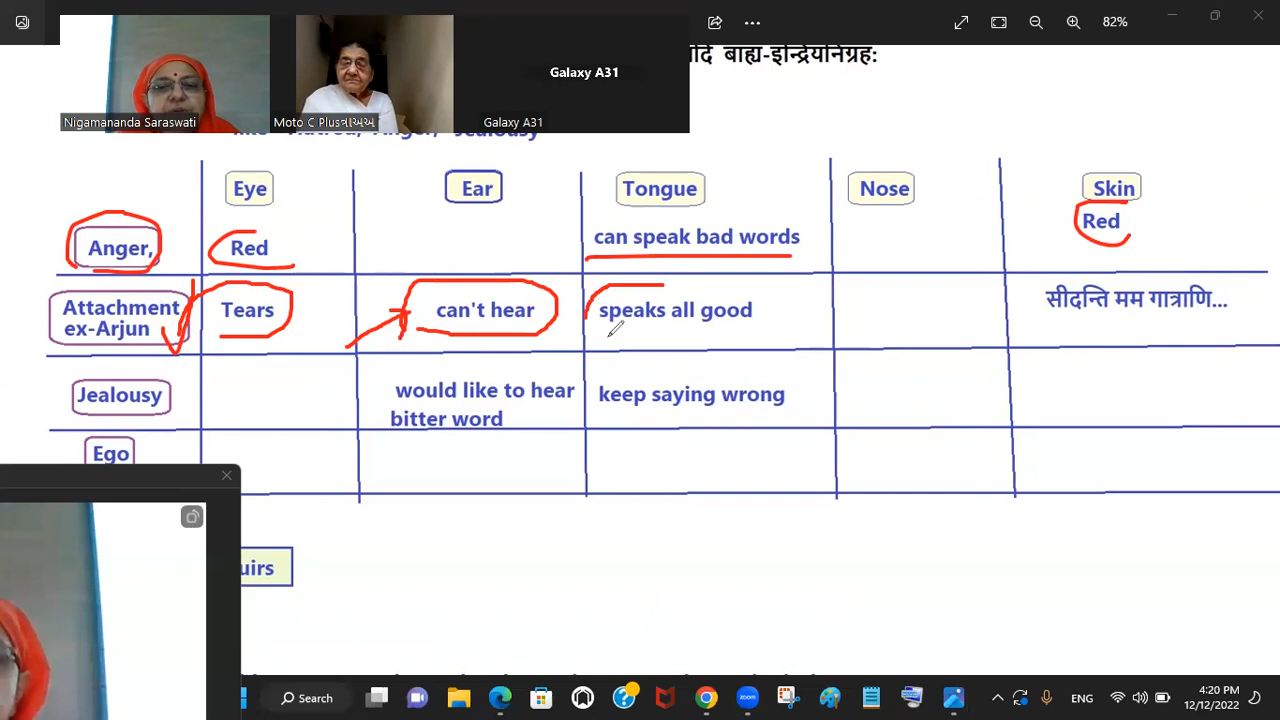 82%
बाह्य-इन्द्रियनिग्रह:
Galaxy A31
Nigamananda Saraswati
Moto C Plus
Galaxy A31
Eye Ear Tongue Nose Skin
Red
Anger, Red can speak bad words
Attachment Tears can't hear speaks all good सीदन्ति मम गात्राणि...
ex-Arjun
Jealousy would like to hear keep saying wrong
bitter word
Ego
uirs
Search
ENG
4:20 PM
12/12/2022